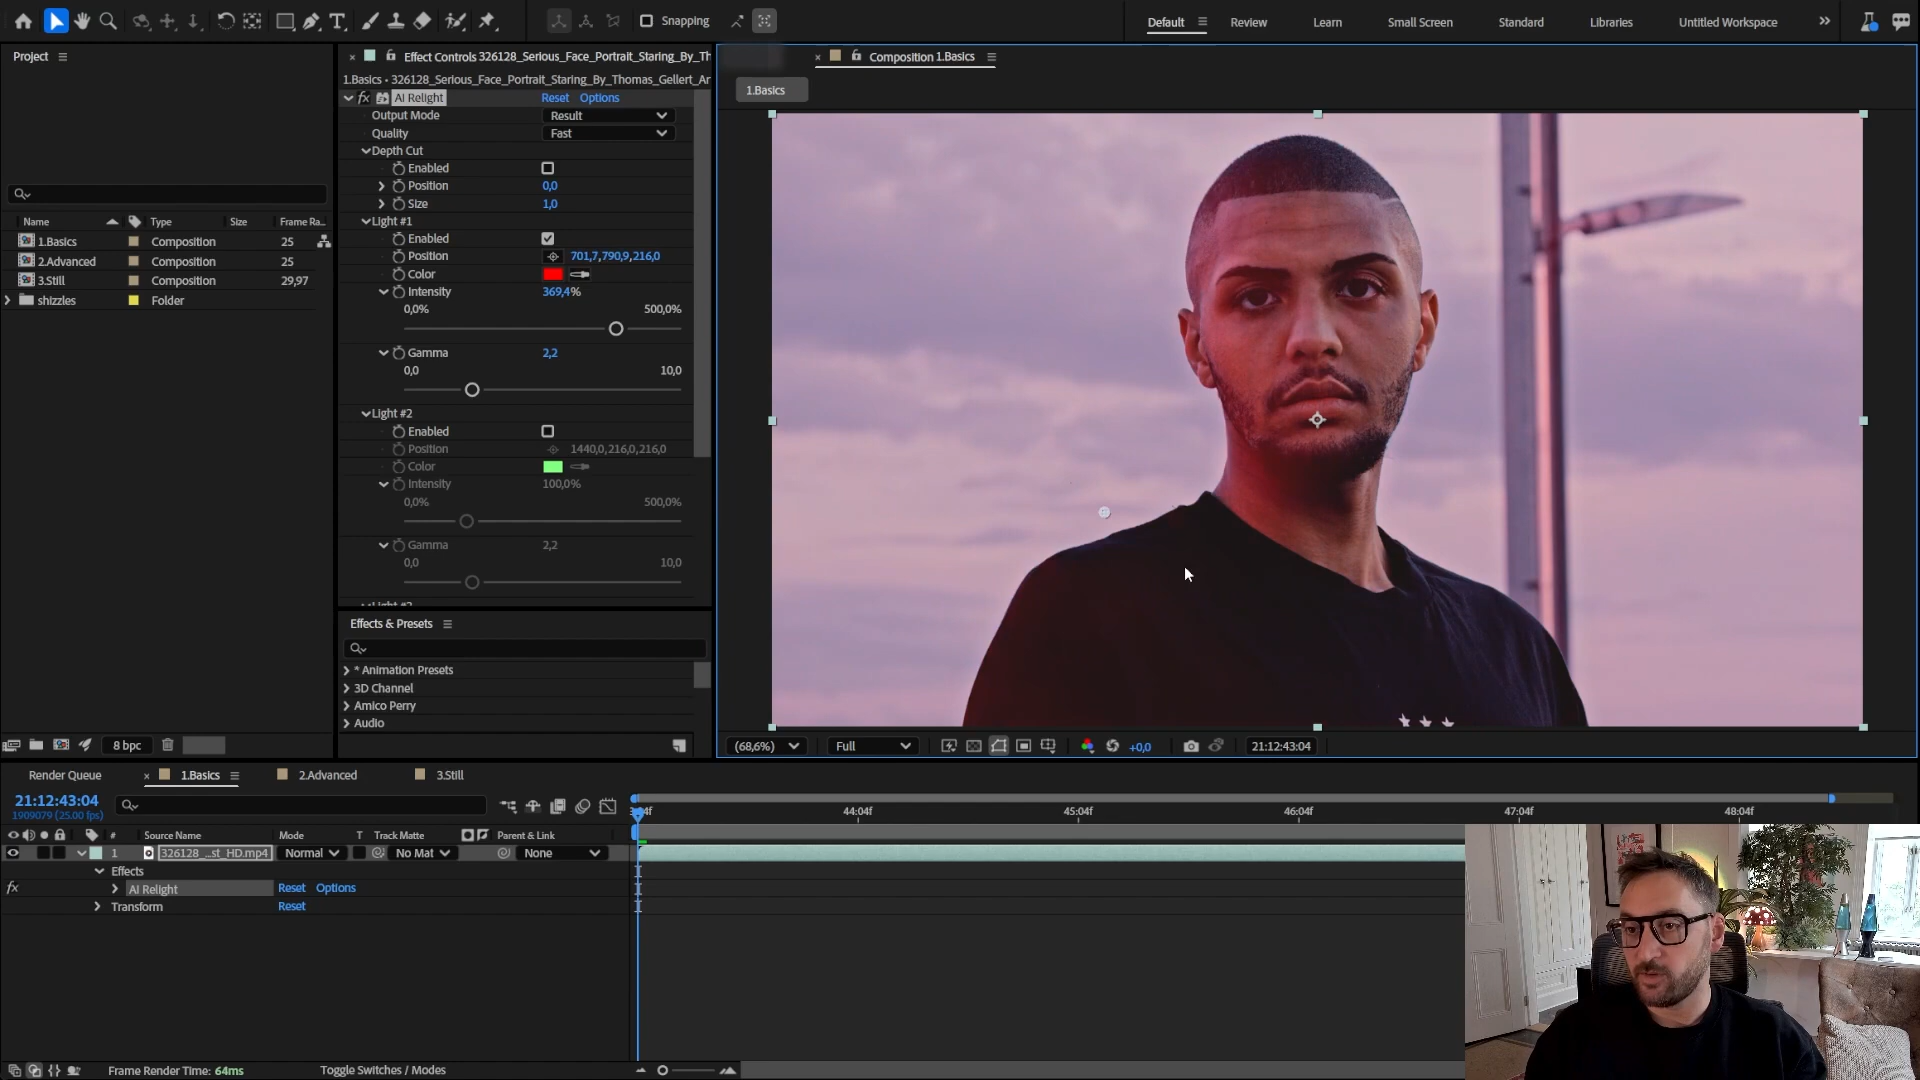 Snapping
Default
Review
Learn
Small Screen
Standard
Libraries
Untitled Workspace
Project
Name
Type
Size
Frame Ra...
1.Basics
Composition
25
2.Advanced
Composition
25
3.Still
Composition
29,97
shizzles
Folder
8 bpc
Effect Controls 326128_Serious_Face_Portrait_Staring_By_Th
1.Basics • 326128_Serious_Face_Portrait_Staring_By_Thomas_Gellert_Ar
fx
AI Relight
Reset
Options
Output Mode
Result
Quality
Fast
Depth Cut
Enabled
Position
0,0
Size
1,0
Light #1
Enabled
Position
701,7,790,9,216,0
Color
Intensity
369,4%
0,0%
500,0%
Gamma
2,2
0,0
10,0
Light #2
Enabled
Position
1440,0,216,0,216,0
Color
Intensity
100,0%
0,0%
500,0%
Gamma
2,2
0,0
10,0
Effects & Presets
* Animation Presets
3D Channel
Amico Perry
Audio
Composition 1.Basics
1.Basics
(68,6%)
Full
+0,0
21:12:43:04
Render Queue
1.Basics
2.Advanced
3.Still
21:12:43:04
1909079 (25.00 fps)
44:04f
45:04f
46:04f
47:04f
48:04f
#
Source Name
Mode
T
Track Matte
Parent & Link
1
326128_...st_HD.mp4
Normal
No Mat
None
Effects
fx
AI Relight
Reset
Options
Transform
Reset
Frame Render Time: 64ms
Toggle Switches / Modes